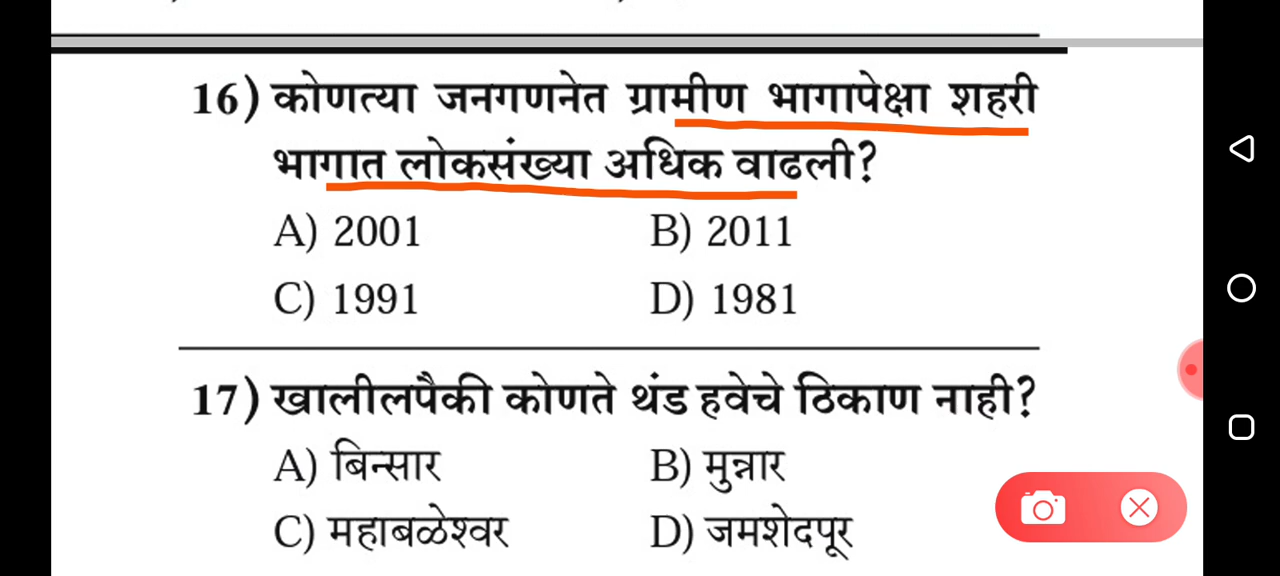 16) कोणत्या जनगणनेत ग्रामीण भागापेक्षा शहरी
भागात लोकसंख्या अधिक वाढली?
A) 2001 B) 2011
C) 1991 D) 1981
17) खालीलपैकी कोणते थंड हवेचे ठिकाण नाही?
A) बिन्सार B) मुन्नार
C) महाबळेश्वर D) जमशेदपूर